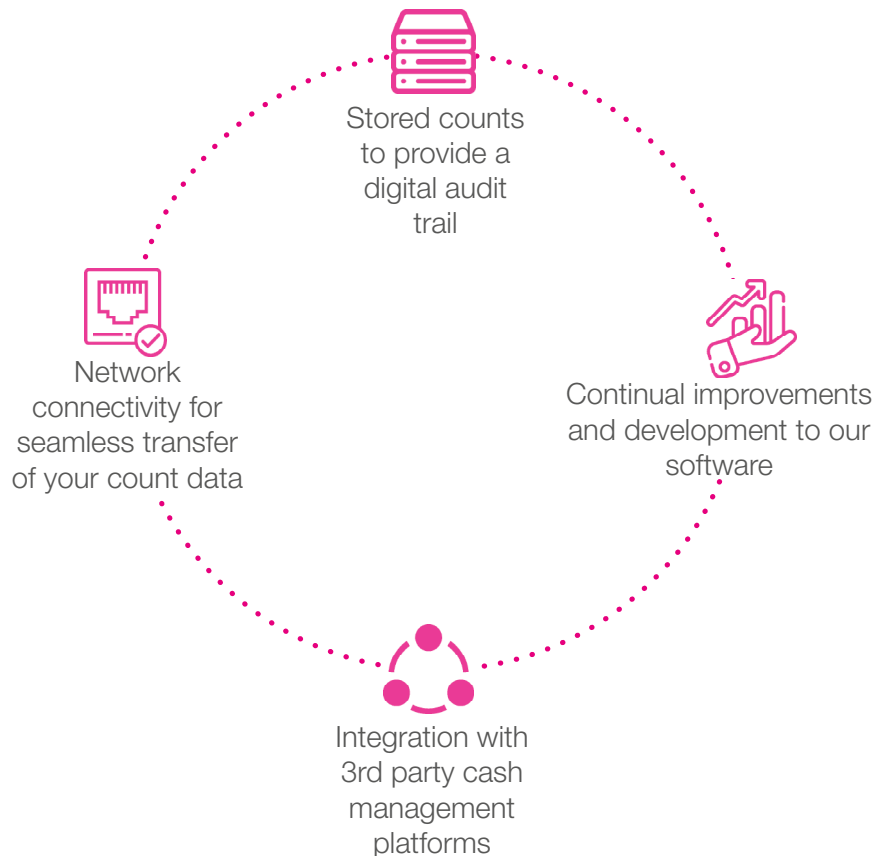 Stored counts
to provide a
digital audit
trail
Network
connectivity for
seamless transfer
of your count data
Continual improvements
and development to our
software
Integration with
3rd party cash
management
platforms